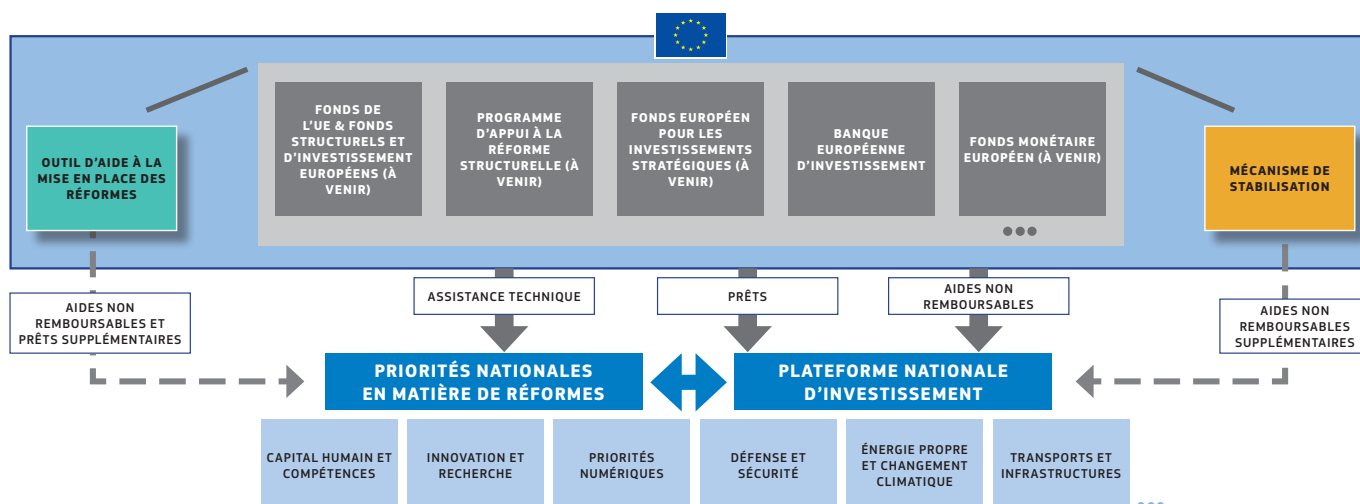 OUTIL D'AIDE À LA
MISE EN PLACE DES
RÉFORMES
FONDS DE
L'UE & FONDS
STRUCTURELS ET
D'INVESTISSEMENT
EUROPÉENS (À
VENIR)
PROGRAMME
D'APPUI À LA
RÉFORME
STRUCTURELLE (À
VENIR)
FONDS EUROPÉEN
POUR LES
INVESTISSEMENTS
STRATÉGIQUES (À
VENIR)
BANQUE
EUROPÉENNE
D'INVESTISSEMENT
FONDS MONÉTAIRE
EUROPÉEN (À VENIR)
MÉCANISME DE
STABILISATION
AIDES NON
REMBOURSABLES ET
PRÊTS SUPPLÉMENTAIRES
ASSISTANCE TECHNIQUE
PRÊTS
AIDES NON
REMBOURSABLES
AIDES NON
REMBOURSABLES
SUPPLÉMENTAIRES
PRIORITÉS NATIONALES
EN MATIÈRE DE RÉFORMES
PLATEFORME NATIONALE
D'INVESTISSEMENT
CAPITAL HUMAIN ET
COMPÉTENCES
INNOVATION ET
RECHERCHE
PRIORITÉS
NUMÉRIQUES
DÉFENSE ET
SÉCURITÉ
ÉNERGIE PROPRE
ET CHANGEMENT
CLIMATIQUE
TRANSPORTS ET
INFRASTRUCTURES